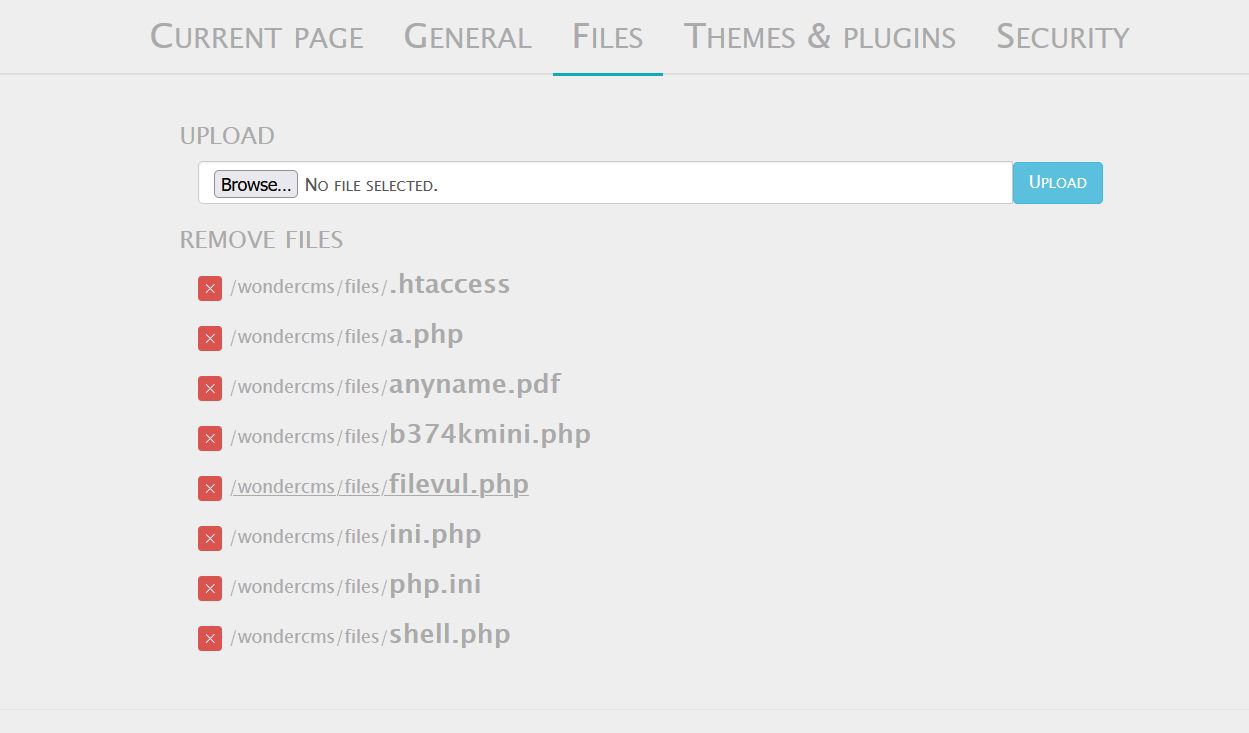 Current page General Files Themes & plugins Security
UPLOAD
Browse... No file selected. Upload
REMOVE FILES
/wondercms/files/.htaccess
/wondercms/files/a.php
/wondercms/files/anyname.pdf
/wondercms/files/b374kmini.php
/wondercms/files/filevul.php
/wondercms/files/ini.php
/wondercms/files/php.ini
/wondercms/files/shell.php